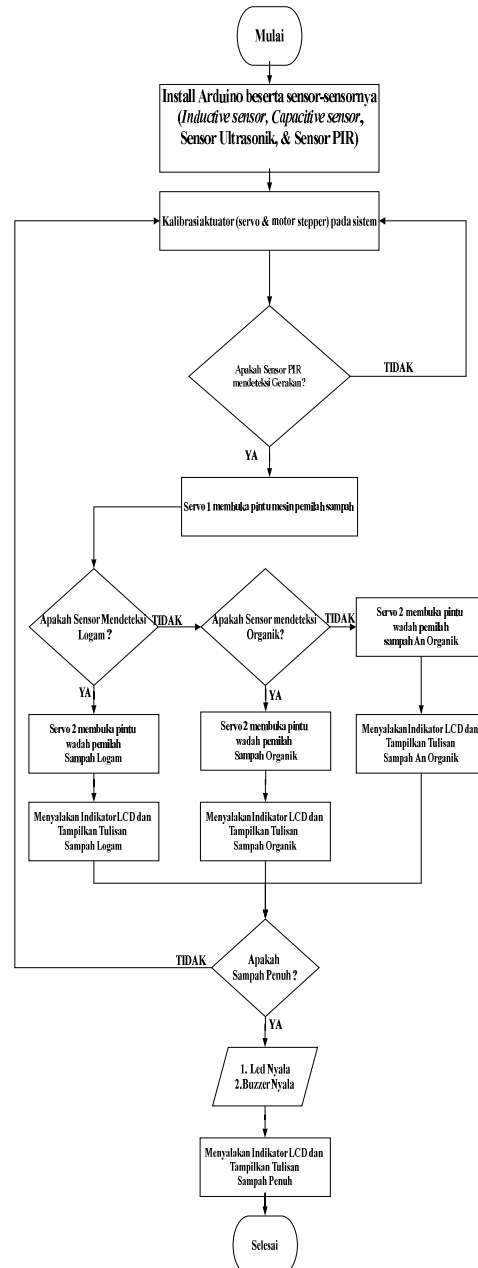 Mulai
Install Arduino beserta sensor-sensornya
(Inductive sensor, Capacitive sensor,
Sensor Ultrasonik, & Sensor PIR)
Kalibrasi aktuator (servo & motor stepper) pada sistem
Apakah Sensor PIR
mendeteksi Gerakan?
TIDAK
YA
Servo 1 membuka pintu mesin pemilah sampah
Apakah Sensor Mendeteksi
Logam ?
TIDAK
Apakah Sensor mendeteksi
Organik?
TIDAK
Servo 2 membuka pintu
wadah pemilah
sampah An Organik
YA
YA
Servo 2 membuka pintu
wadah pemilah
Sampah Logam
Servo 2 membuka pintu
wadah pemilah
Sampah Organik
Menyalakan Indikator LCD dan
Tampilkan Tulisan
Sampah An Organik
Menyalakan Indikator LCD dan
Tampilkan Tulisan
Sampah Logam
Menyalakan Indikator LCD dan
Tampilkan Tulisan
Sampah Organik
TIDAK
Apakah
Sampah Penuh ?
YA
1. Led Nyala
2.Buzzer Nyala
Menyalakan Indikator LCD dan
Tampilkan Tulisan
Sampah Penuh
Selesai